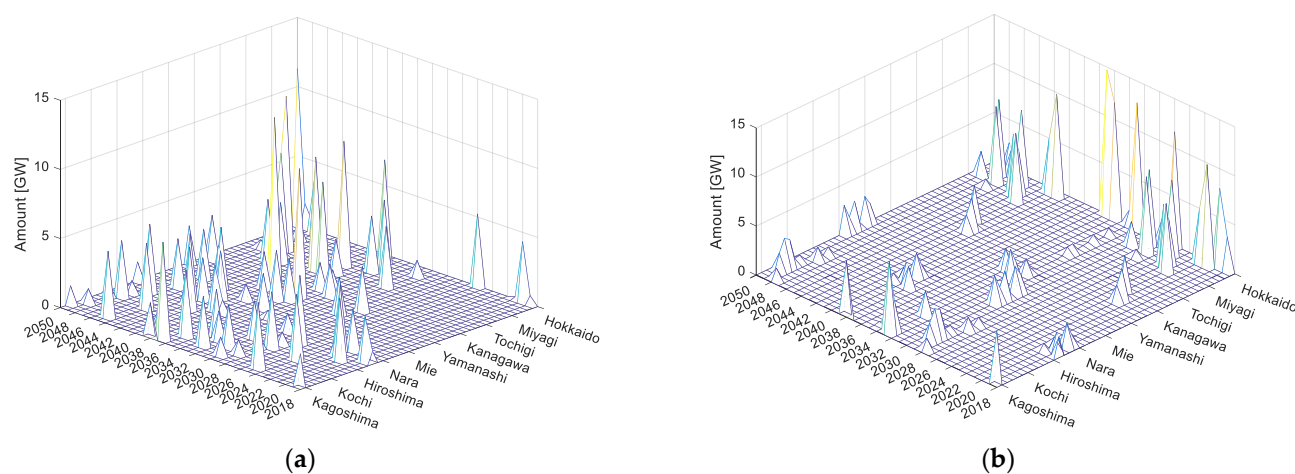 15
10
5
0
Amount [GW]
2050
2048
2046
2044
2042
2040
2038
2036
2034
2032
2030
2028
2026
2024
2022
2020
2018
Hokkaido
Miyagi
Tochigi
Kanagawa
Yamanashi
Mie
Nara
Hiroshima
Kochi
Kagoshima
(a)
15
10
5
0
Amount [GW]
2050
2048
2046
2044
2042
2040
2038
2036
2034
2032
2030
2028
2026
2024
2022
2020
2018
Hokkaido
Miyagi
Tochigi
Kanagawa
Yamanashi
Mie
Nara
Hiroshima
Kochi
Kagoshima
(b)